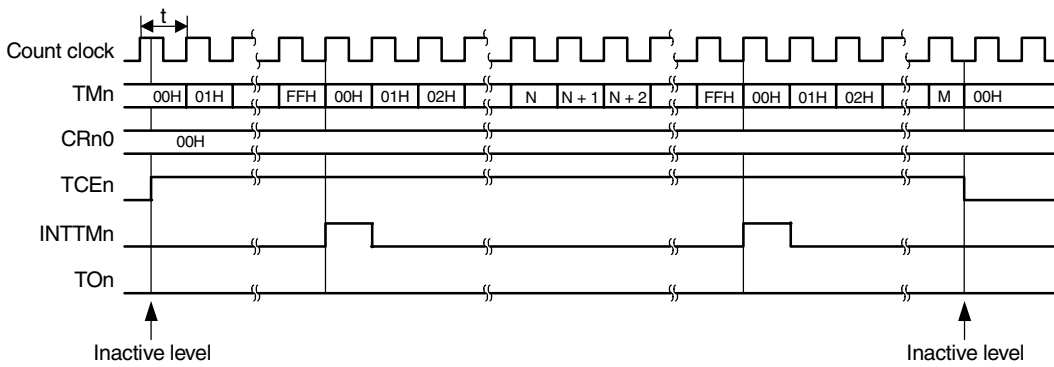 t
Count clock
TMn 00H 01H FFH 00H 01H 02H N N + 1 N + 2 FFH 00H 01H 02H M 00H
CRn0 00H
TCEn
INTTMn
TOn
Inactive level Inactive level